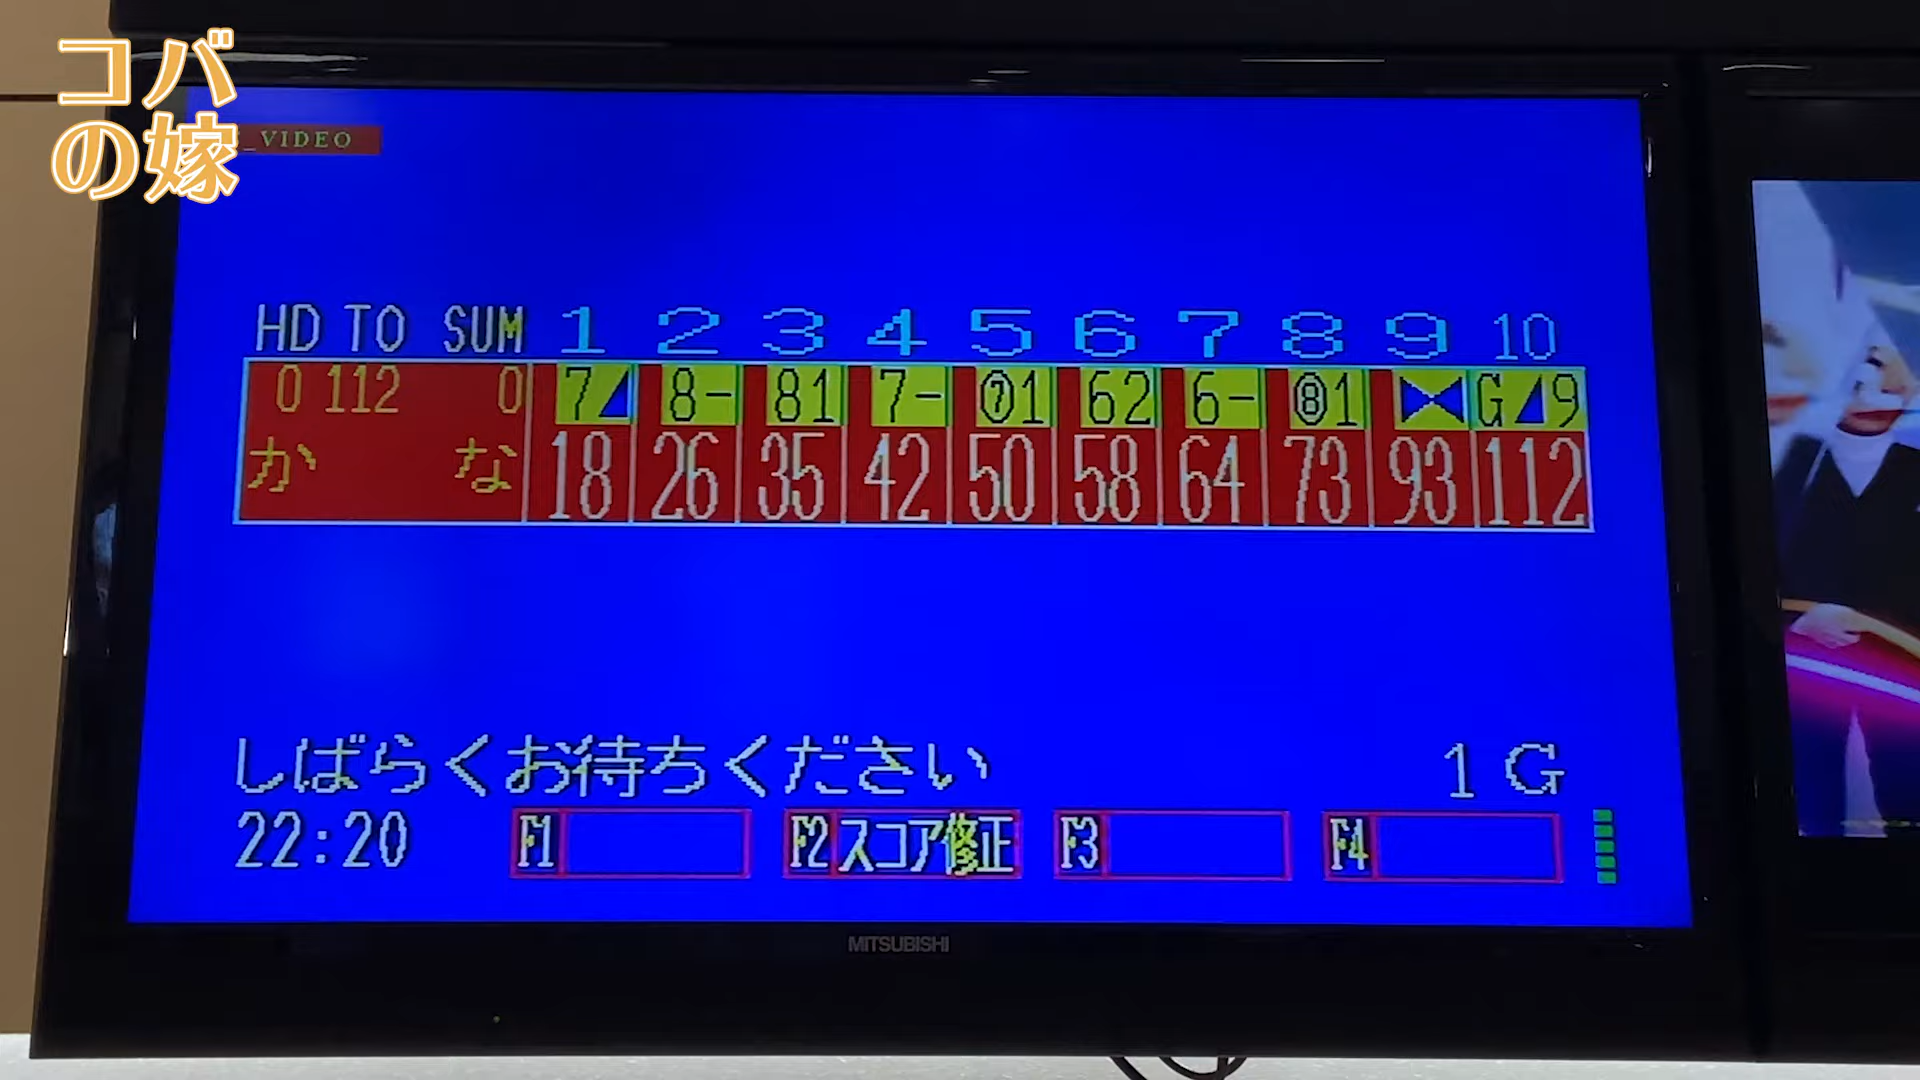 コバ
の嫁
_VIDEO
HD TO SUM 1 2 3 4 5 6 7 8 9 10
0 112 0 7◢ 8- 81 7- ⑦1 62 6- ⑧1 ⧓ G◢9
かな 18 26 35 42 50 58 64 73 93 112
しばらくお待ちください 1G
22:20 F1 F2スコア修正 F3 F4
MITSUBISHI